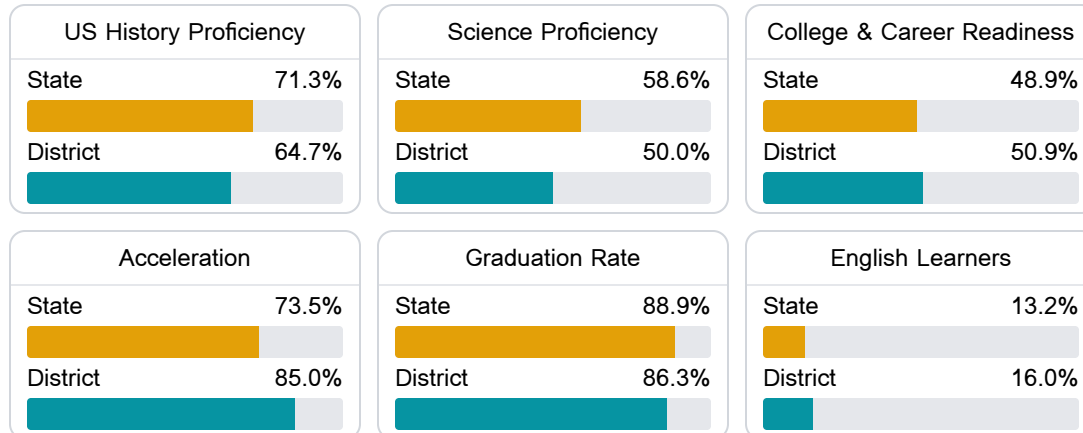 US History Proficiency
State 71.3%
District 64.7%
Science Proficiency
State 58.6%
District 50.0%
College & Career Readiness
State 48.9%
District 50.9%
Acceleration
State 73.5%
District 85.0%
Graduation Rate
State 88.9%
District 86.3%
English Learners
State 13.2%
District 16.0%